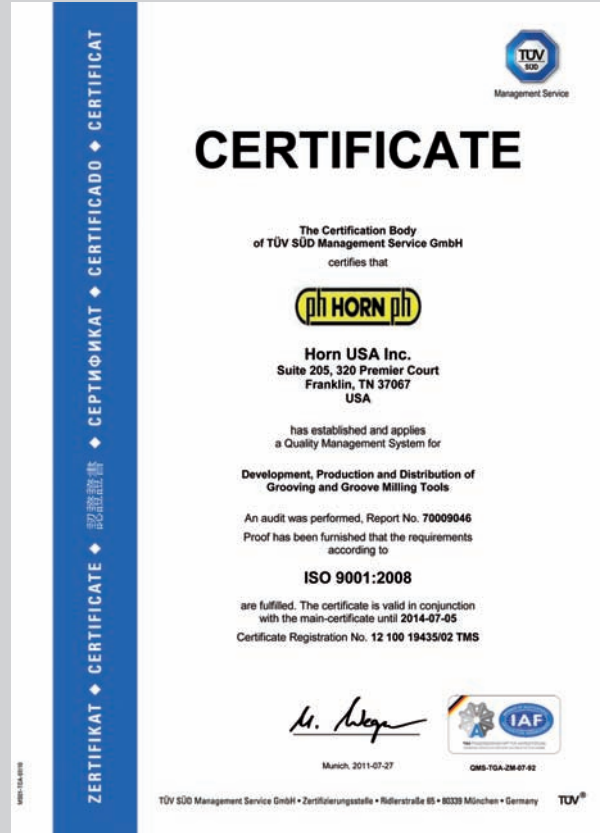 TÜV
SÜD
Management Service
CERTIFICATE
The Certification Body
of TÜV SÜD Management Service GmbH
certifies that
ph HORN ph
Horn USA Inc.
Suite 205, 320 Premier Court
Franklin, TN 37067
USA
has established and applies
a Quality Management System for
Development, Production and Distribution of
Grooving and Groove Milling Tools
An audit was performed, Report No. 70009046
Proof has been furnished that the requirements
according to
ISO 9001:2008
are fulfilled. The certificate is valid in conjunction
with the main-certificate until 2014-07-05
Certificate Registration No. 12 100 19435/02 TMS
Munich, 2011-07-27
IAF
QMS-TGA-ZM-07-92
TÜV SÜD Management Service GmbH • Zertifizierungsstelle • Ridlerstraße 65 • 80339 München • Germany TÜV®
ZERTIFIKAT ◆ CERTIFICATE ◆ 認證證書 ◆ СЕРТИФИКАТ ◆ CERTIFICADO ◆ CERTIFICAT